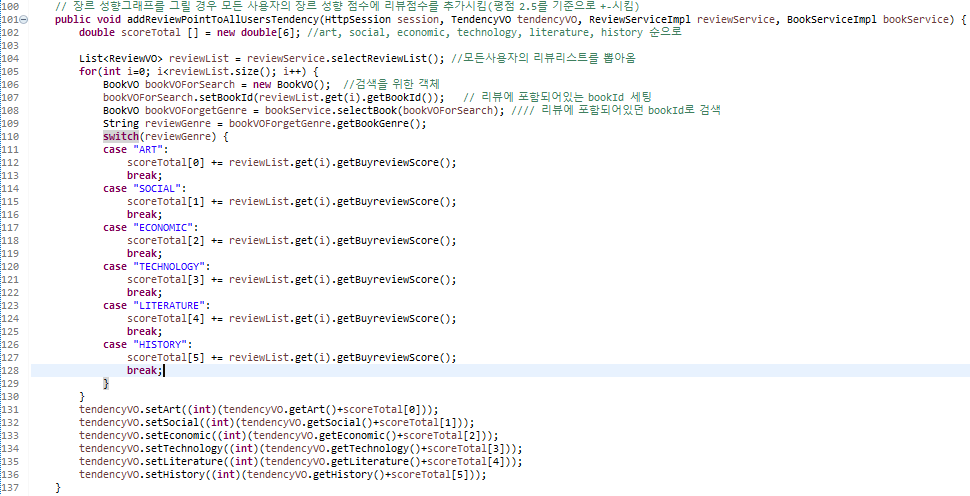 100 // 장르 성향그래프를 그릴 경우 모든 사용자의 장르 성향 점수에 리뷰점수를 추가시킴(평점 2.5를 기준으로 +-시킴)
101 public void addReviewPointToAllUsersTendency(HttpSession session, TendencyVO tendencyVO, ReviewServiceImpl reviewService, BookServiceImpl bookService) {
102 double scoreTotal [] = new double[6]; //art, social, economic, technology, literature, history 순으로
103
104 List<ReviewVO> reviewList = reviewService.selectReviewList(); //모든사용자의 리뷰리스트를 뽑아옴
105 for(int i=0; i<reviewList.size(); i++) {
106 BookVO bookVOForSearch = new BookVO(); //검색을 위한 객체
107 bookVOForSearch.setBookId(reviewList.get(i).getBookId()); // 리뷰에 포함되어있는 bookId 세팅
108 BookVO bookVOForgetGenre = bookService.selectBook(bookVOForSearch); //// 리뷰에 포함되어있던 bookId로 검색
109 String reviewGenre = bookVOForgetGenre.getBookGenre();
110 switch(reviewGenre) {
111 case "ART":
112 scoreTotal[0] += reviewList.get(i).getBuyreviewScore();
113 break;
114 case "SOCIAL":
115 scoreTotal[1] += reviewList.get(i).getBuyreviewScore();
116 break;
117 case "ECONOMIC":
118 scoreTotal[2] += reviewList.get(i).getBuyreviewScore();
119 break;
120 case "TECHNOLOGY":
121 scoreTotal[3] += reviewList.get(i).getBuyreviewScore();
122 break;
123 case "LITERATURE":
124 scoreTotal[4] += reviewList.get(i).getBuyreviewScore();
125 break;
126 case "HISTORY":
127 scoreTotal[5] += reviewList.get(i).getBuyreviewScore();
128 break;
129 }
130 }
131 tendencyVO.setArt((int)(tendencyVO.getArt()+scoreTotal[0]));
132 tendencyVO.setSocial((int)(tendencyVO.getSocial()+scoreTotal[1]));
133 tendencyVO.setEconomic((int)(tendencyVO.getEconomic()+scoreTotal[2]));
134 tendencyVO.setTechnology((int)(tendencyVO.getTechnology()+scoreTotal[3]));
135 tendencyVO.setLiterature((int)(tendencyVO.getLiterature()+scoreTotal[4]));
136 tendencyVO.setHistory((int)(tendencyVO.getHistory()+scoreTotal[5]));
137 }